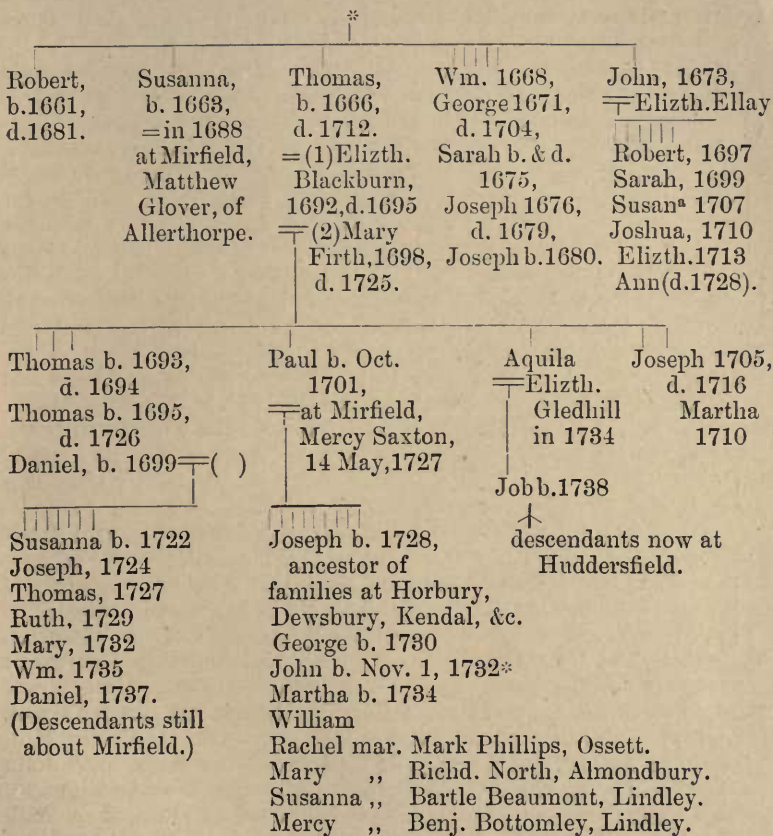 *
Robert,
b.1661,
d.1681.
Susanna,
b. 1663,
=in 1688
at Mirfield,
Matthew
Glover, of
Allerthorpe.
Thomas,
b. 1666,
d. 1712.
=(1)Elizth.
Blackburn,
1692,d.1695
=(2)Mary
Firth,1698,
d. 1725.
Wm. 1668,
George 1671,
d. 1704,
Sarah b. & d.
1675,
Joseph 1676,
d. 1679,
Joseph b.1680.
John, 1673,
=Elizth.Ellay
Robert, 1697
Sarah, 1699
Susanª 1707
Joshua, 1710
Elizth.1713
Ann(d.1728).
Thomas b. 1693,
d. 1694
Thomas b. 1695,
d. 1726
Daniel, b. 1699=( )
Paul b. Oct.
1701,
=at Mirfield,
Mercy Saxton,
14 May,1727
Aquila
=Elizth.
Gledhill
in 1734
Job b.1738
descendants now at
Huddersfield.
Joseph 1705,
d. 1716
Martha
1710
Susanna b. 1722
Joseph, 1724
Thomas, 1727
Ruth, 1729
Mary, 1732
Wm. 1735
Daniel, 1737.
(Descendants still
about Mirfield.)
Joseph b. 1728,
ancestor of
families at Horbury,
Dewsbury, Kendal, &c.
George b. 1730
John b. Nov. 1, 1732*
Martha b. 1734
William
Rachel mar. Mark Phillips, Ossett.
Mary ,, Richd. North, Almondbury.
Susanna ,, Bartle Beaumont, Lindley.
Mercy ,, Benj. Bottomley, Lindley.